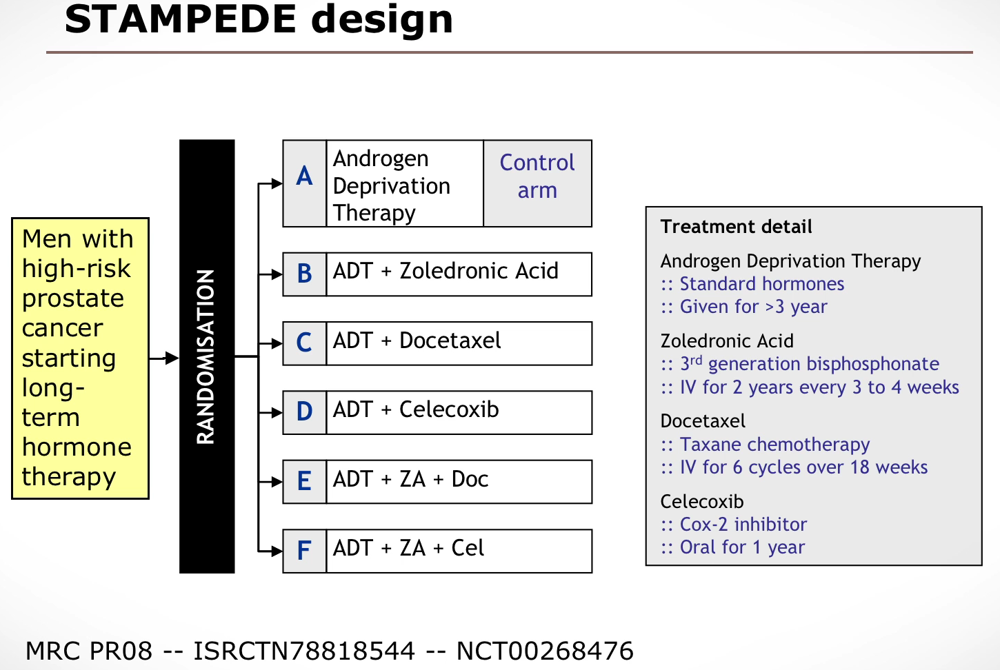 STAMPEDE design
Men with
high-risk
prostate
cancer
starting
long-
term
hormone
therapy
RANDOMISATION
A
Androgen
Deprivation
Therapy
Control
arm
B
ADT + Zoledronic Acid
C
ADT + Docetaxel
D
ADT + Celecoxib
E
ADT + ZA + Doc
F
ADT + ZA + Cel
Treatment detail
Androgen Deprivation Therapy
:: Standard hormones
:: Given for >3 year
Zoledronic Acid
:: 3rd generation bisphosphonate
:: IV for 2 years every 3 to 4 weeks
Docetaxel
:: Taxane chemotherapy
:: IV for 6 cycles over 18 weeks
Celecoxib
:: Cox-2 inhibitor
:: Oral for 1 year
MRC PR08 -- ISRCTN78818544 -- NCT00268476